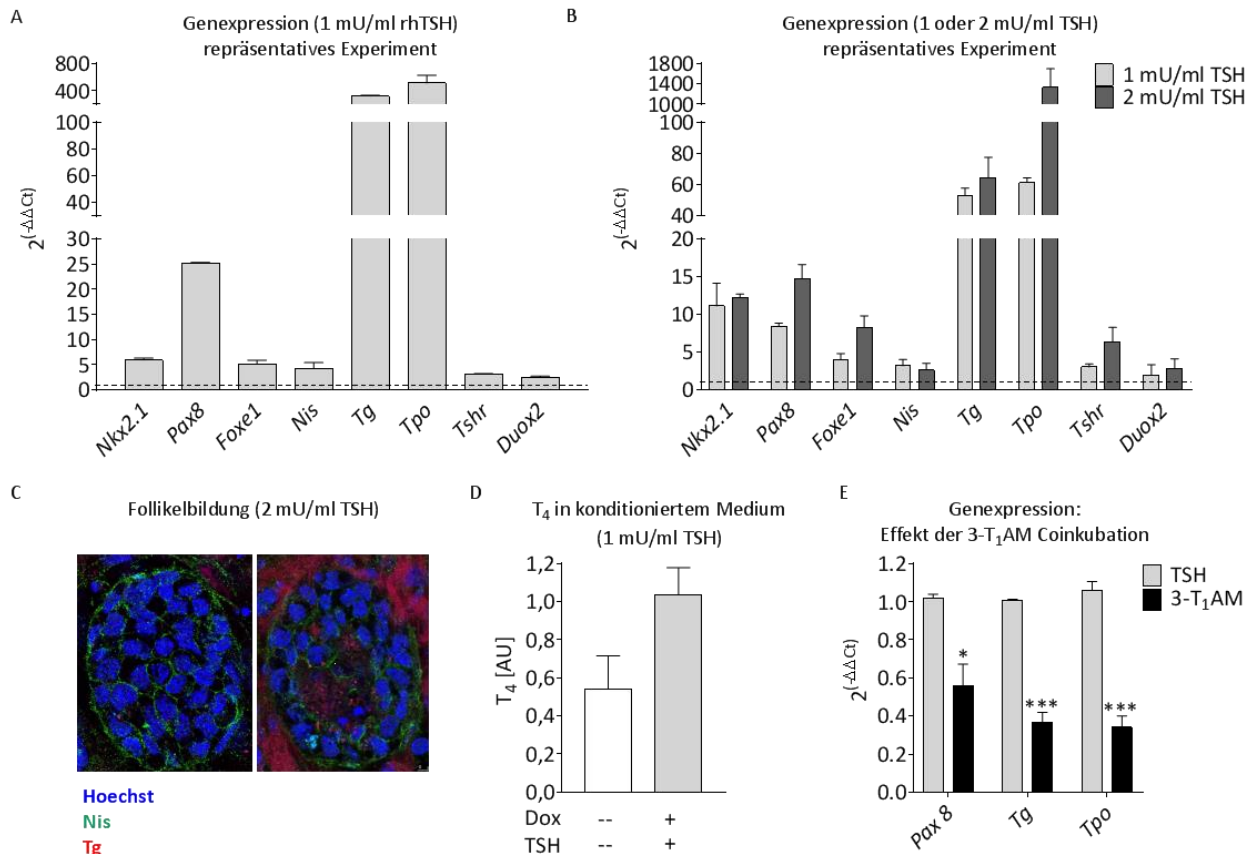 A
Genexpression (1 mU/ml rhTSH)
repräsentatives Experiment
2(-ΔΔCt)
800
400
100
80
60
40
30
25
20
15
10
5
0
Nkx2.1
Pax8
Foxe1
Nis
Tg
Tpo
Tshr
Duox2
B
Genexpression (1 oder 2 mU/ml TSH)
repräsentatives Experiment
2(-ΔΔCt)
1800
1400
1000
100
80
60
40
20
15
10
5
0
1 mU/ml TSH
2 mU/ml TSH
Nkx2.1
Pax8
Foxe1
Nis
Tg
Tpo
Tshr
Duox2
C
Follikelbildung (2 mU/ml TSH)
Hoechst
Nis
Tg
D
T4 in konditioniertem Medium
(1 mU/ml TSH)
T4 [AU]
1,2
1,0
0,8
0,6
0,4
0,2
0,0
Dox -- +
TSH -- +
E
Genexpression:
Effekt der 3-T1AM Coinkubation
2(-ΔΔCt)
1.2
1.0
0.8
0.6
0.4
0.2
0.0
TSH
3-T1AM
*
***
***
Pax 8
Tg
Tpo